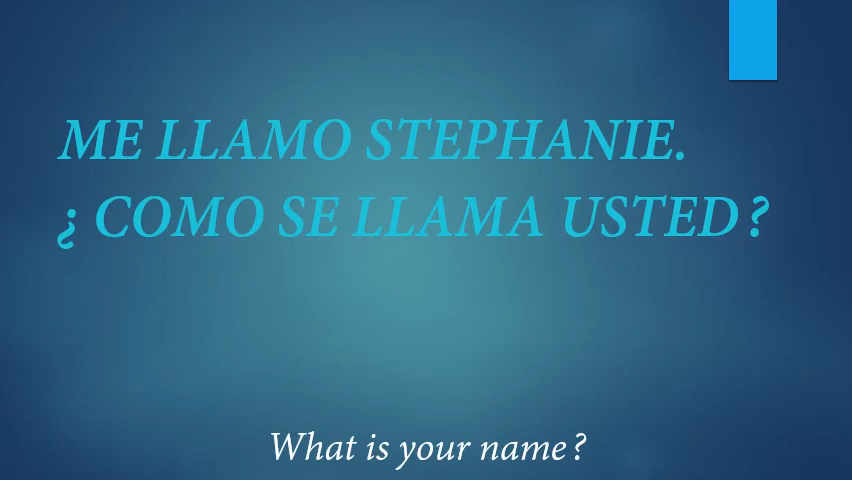 ME LLAMO STEPHANIE.
¿ COMO SE LLAMA USTED?
What is your name?